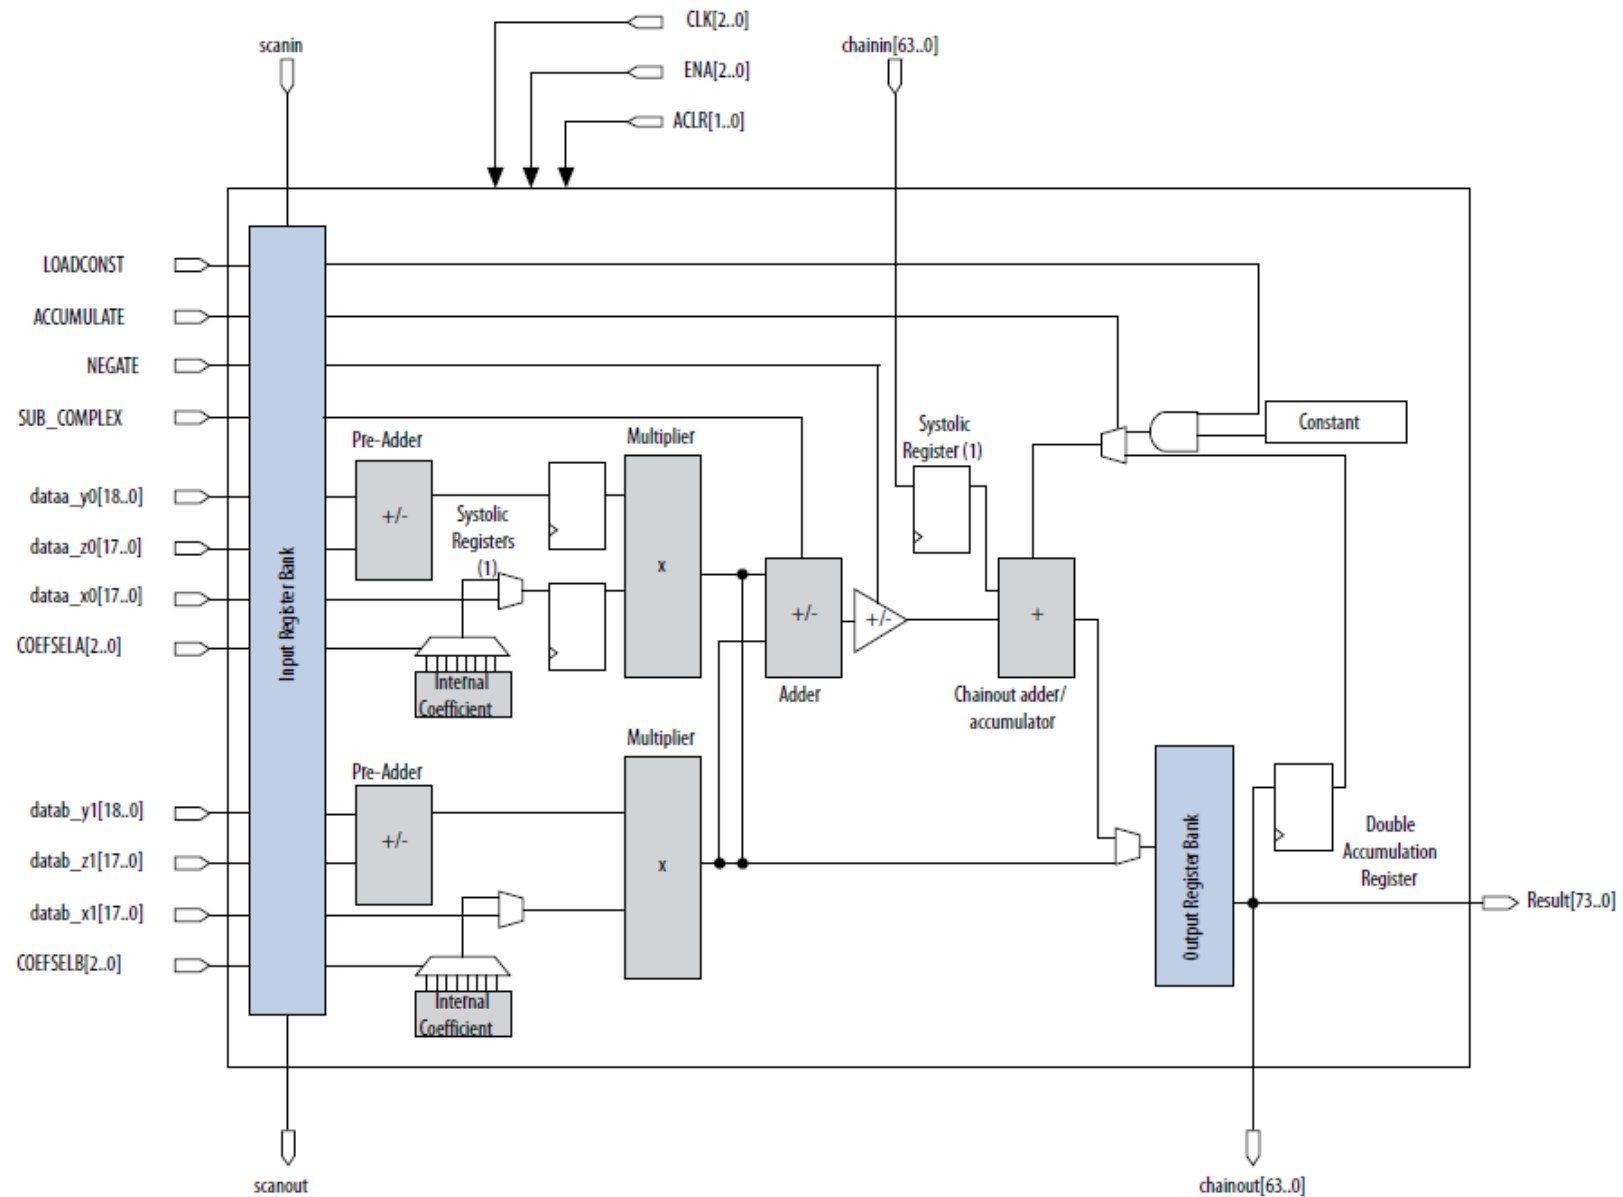 CLK[2..0]
scanin
chainin[63..0]
ENA[2..0]
ACLR[1..0]
LOADCONST
ACCUMULATE
NEGATE
SUB_COMPLEX
Constant
Systolic
Register (1)
Pre-Adder
Multiplier
dataa_y0[18..0]
+/-
Systolic
Registers
(1)
dataa_z0[17..0]
x
dataa_x0[17..0]
+/-
+/-
+
COEFSELA[2..0]
Input Register Bank
Internal
Coefficient
Adder
Chainout adder/
accumulator
Multiplier
Pre-Adder
datab_y1[18..0]
+/-
Double
Accumulation
Register
datab_z1[17..0]
x
Output Register Bank
Result[73..0]
datab_x1[17..0]
COEFSELB[2..0]
Internal
Coefficient
scanout
chainout[63..0]